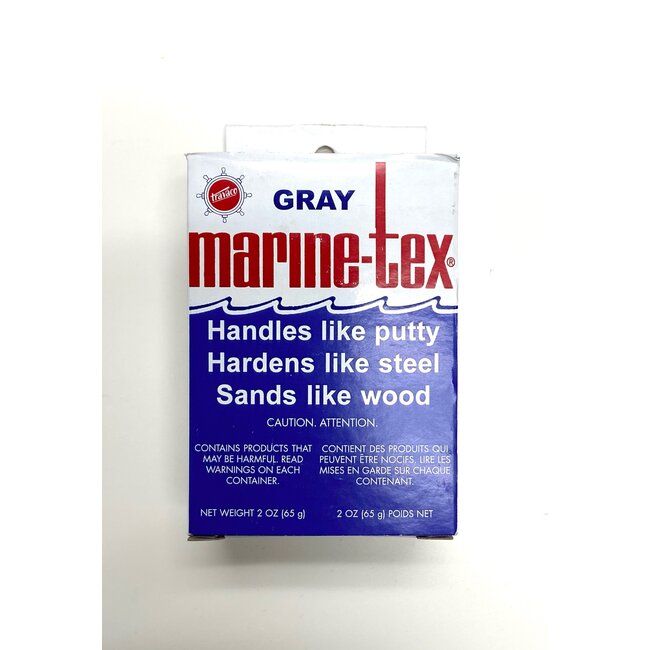 travaco
GRAY
marine-tex®
Handles like putty
Hardens like steel
Sands like wood
CAUTION. ATTENTION.
CONTAINS PRODUCTS THAT
MAY BE HARMFUL. READ
WARNINGS ON EACH
CONTAINER.
CONTIENT DES PRODUITS QUI
PEUVENT ÊTRE NOCIFS. LIRE LES
MISES EN GARDE SUR CHAQUE
CONTENANT.
NET WEIGHT 2 OZ (65 g)
2 OZ (65 g) POIDS NET